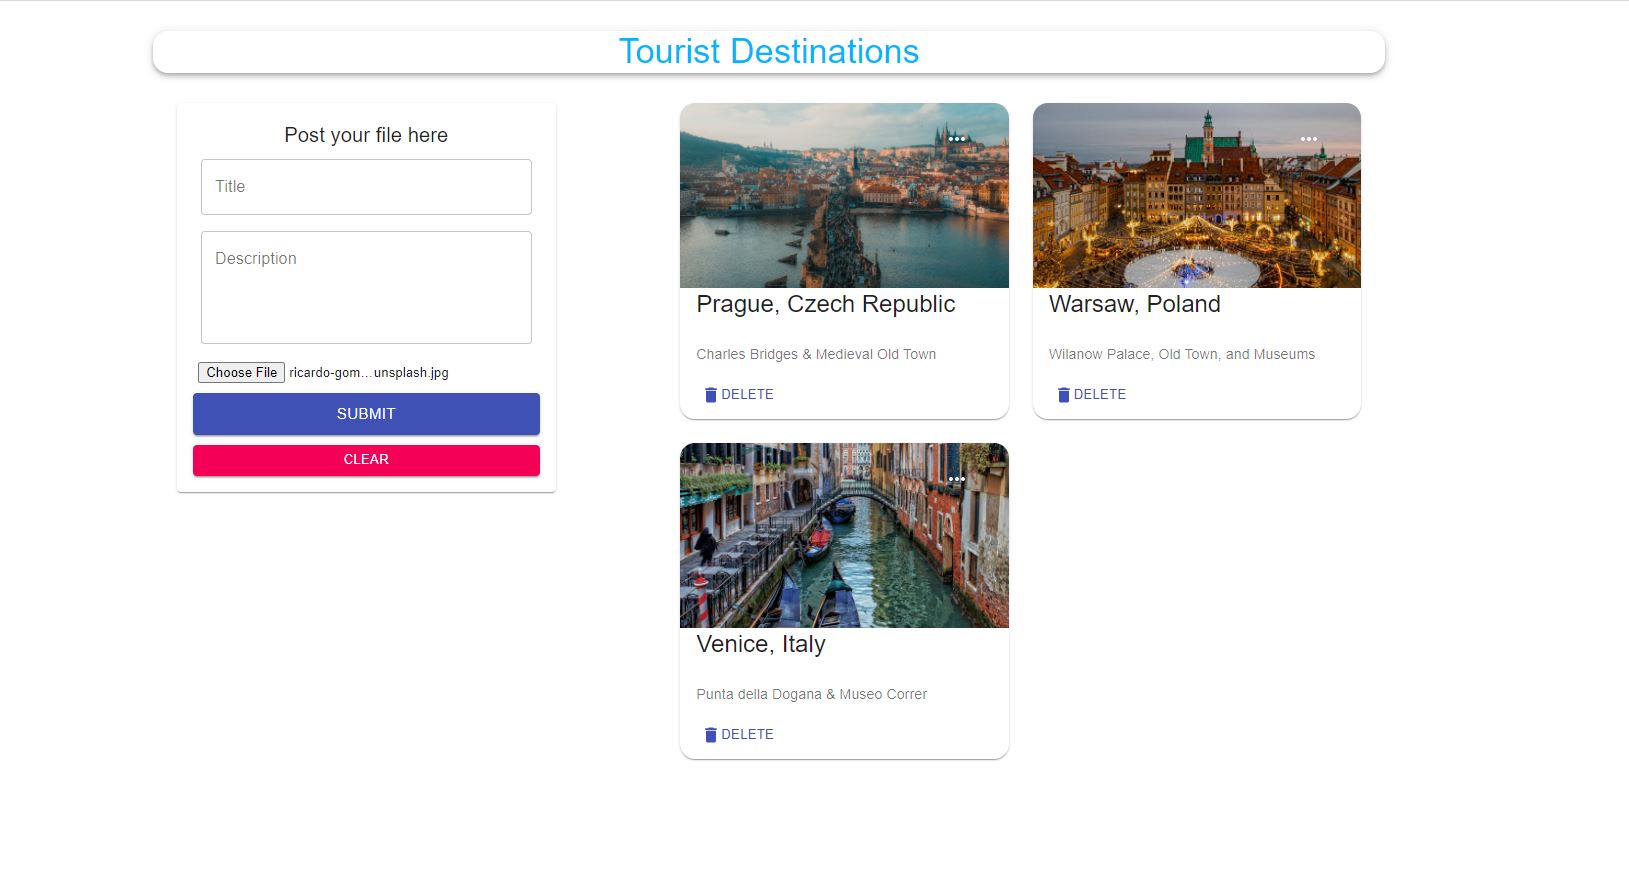 Tourist Destinations
Post your file here
Title
Description
Choose File ricardo-gom...unsplash.jpg
SUBMIT
CLEAR
Prague, Czech Republic
Charles Bridges & Medieval Old Town
DELETE
Warsaw, Poland
Wilanow Palace, Old Town, and Museums
DELETE
Venice, Italy
Punta della Dogana & Museo Correr
DELETE